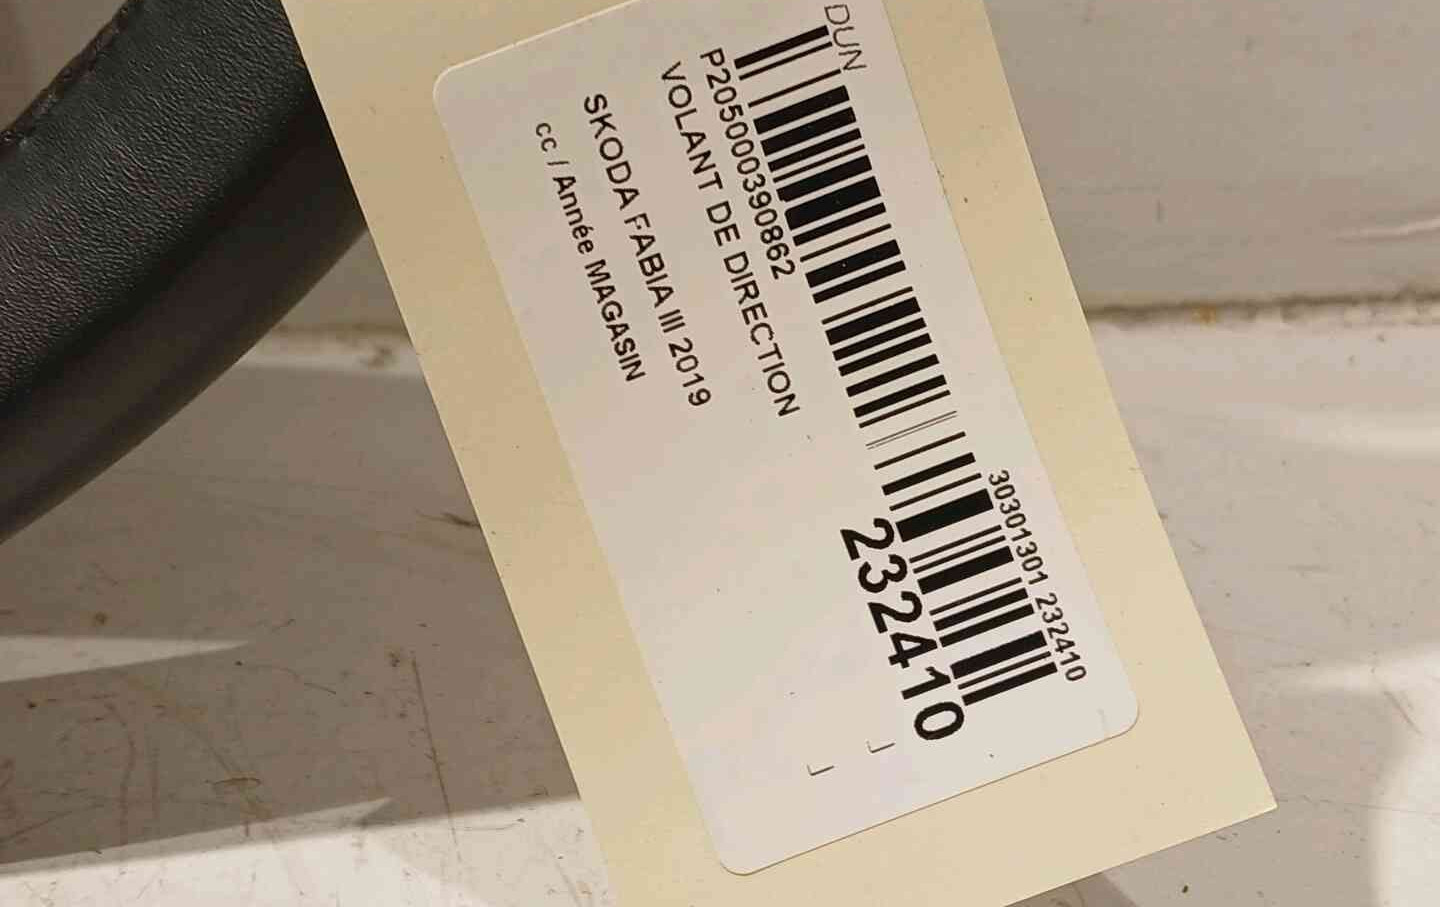 DUN
30301301 232410
P205000390862
VOLANT DE DIRECTION
232410
SKODA FABIA III 2019
cc / Année MAGASIN